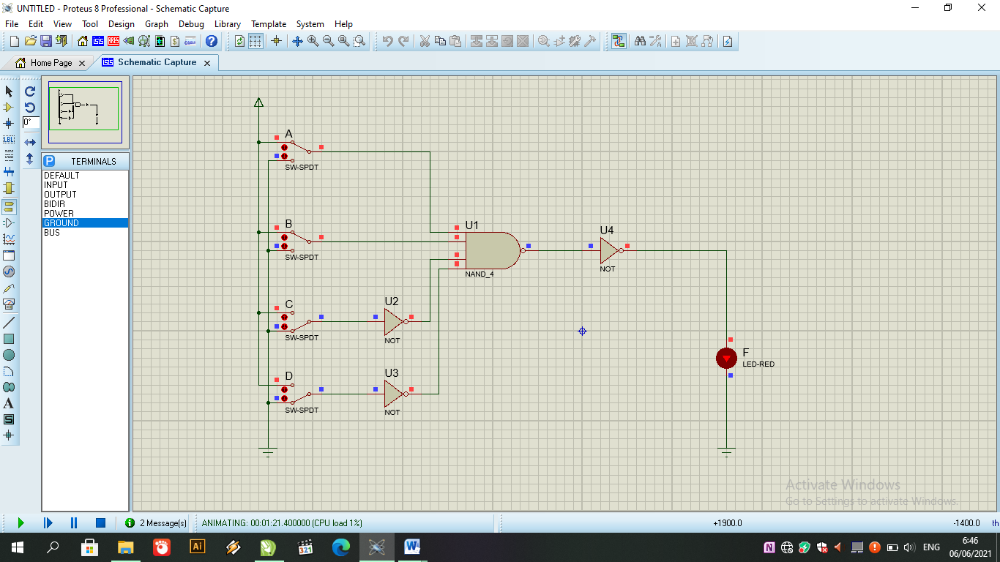 UNTITLED - Proteus 8 Professional - Schematic Capture
File Edit View Tool Design Graph Debug Library Template System Help
Home Page
Schematic Capture
0°
LBL
P TERMINALS
DEFAULT
INPUT
OUTPUT
BIDIR
POWER
GROUND
BUS
A
S
A
SW-SPDT
B
SW-SPDT
C
SW-SPDT
D
SW-SPDT
U1
NAND_4
U2
NOT
U3
NOT
U4
NOT
F
LED-RED
Activate Windows
Go to Settings to activate Windows.
2 Message(s)
ANIMATING: 00:01:21.400000 (CPU load 1%)
+1900.0
-1400.0 th
Ai
321
W
N
ENG
6:46
06/06/2021